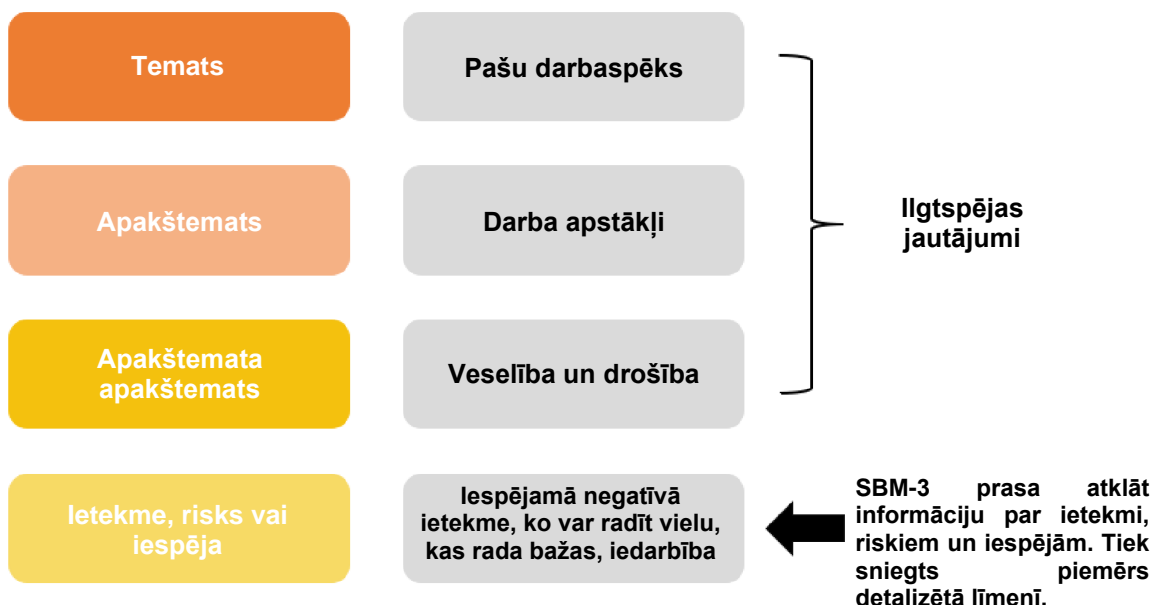 Temats
Pašu darbaspēks
Apakštemats
Darba apstākļi
Ilgtspējas
jautājumi
Apakštemata
apakštemats
Veselība un drošība
Ietekme, risks vai
iespēja
Iespējamā negatīvā
ietekme, ko var radīt vielu,
kas rada bažas, iedarbība
SBM-3 prasa atklāt
informāciju par ietekmi,
riskiem un iespējām. Tiek
sniegts piemērs
detalizētā līmenī.